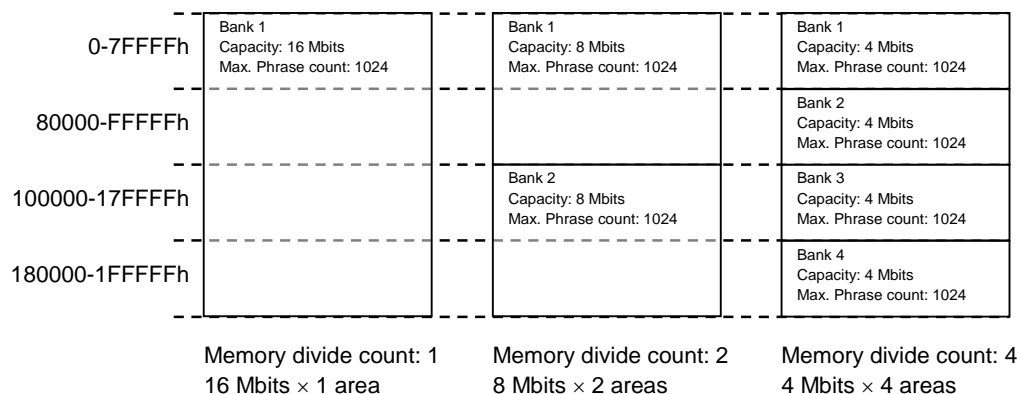 0-7FFFFh
80000-FFFFFh
100000-17FFFFh
180000-1FFFFFh
Bank 1
Capacity: 16 Mbits
Max. Phrase count: 1024
Memory divide count: 1
16 Mbits × 1 area
Bank 1
Capacity: 8 Mbits
Max. Phrase count: 1024
Bank 2
Capacity: 8 Mbits
Max. Phrase count: 1024
Memory divide count: 2
8 Mbits × 2 areas
Bank 1
Capacity: 4 Mbits
Max. Phrase count: 1024
Bank 2
Capacity: 4 Mbits
Max. Phrase count: 1024
Bank 3
Capacity: 4 Mbits
Max. Phrase count: 1024
Bank 4
Capacity: 4 Mbits
Max. Phrase count: 1024
Memory divide count: 4
4 Mbits × 4 areas